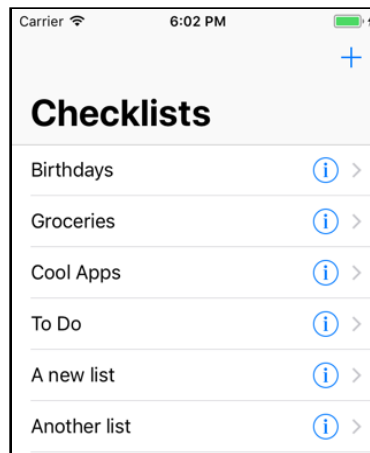 Carrier 6:02 PM
+
Checklists
Birthdays i
Groceries i
Cool Apps i
To Do i
A new list i
Another list i